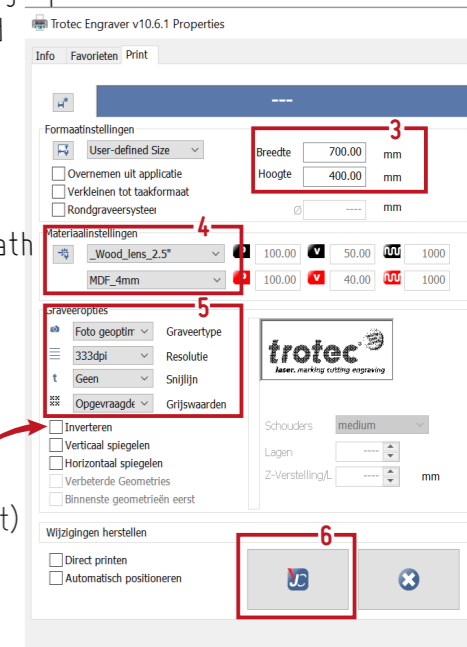 Trotec Engraver v10.6.1 Properties
Info Favorieten Print
---
Formaatinstellingen
3
User-defined Size
Breedte 700.00 mm
Overnemen uit applicatie
Hoogte 400.00 mm
Verkleinen tot taakformaat
Rondgraveersysteem
Ø ---- mm
ath
Materiaalinstellingen
4
_Wood_lens_2.5" P 100.00 V 50.00 1000
MDF_4mm P 100.00 V 40.00 1000
Graveeropties
5
Foto geoptim Graveertype
333dpi Resolutie
t Geen Snijlijn
Opgevraagde Grijswaarden
trotec
laser. marking cutting engraving
Inverteren
Schouders medium
Verticaal spiegelen
Horizontaal spiegelen
Lagen ----
Verbeterde Geometries
Z-Verstelling/L ---- mm
Binnenste geometrieën eerst
t)
Wijzigingen herstellen
6
Direct printen
Automatisch positioneren
JC